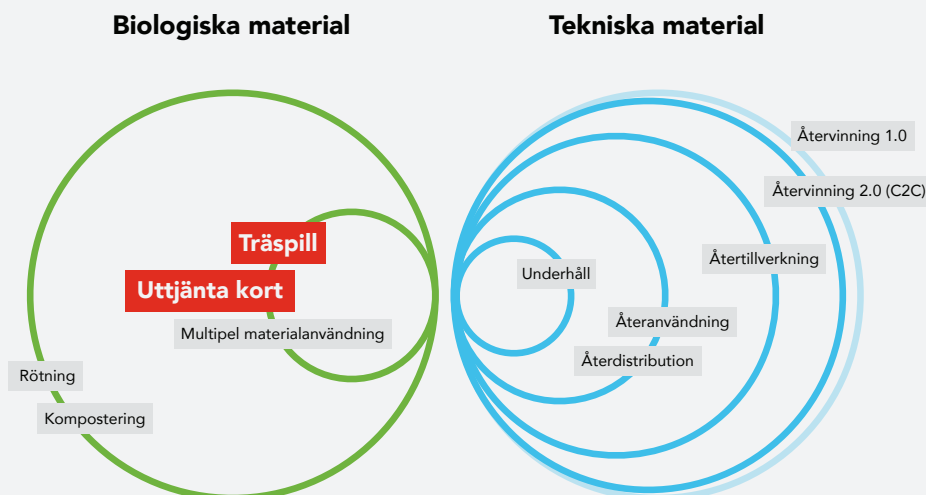 Biologiska material
Tekniska material
Återvinning 1.0
Återvinning 2.0 (C2C)
Träspill
Återtillverkning
Underhåll
Uttjänta kort
Återanvändning
Multipel materialanvändning
Återdistribution
Rötning
Kompostering